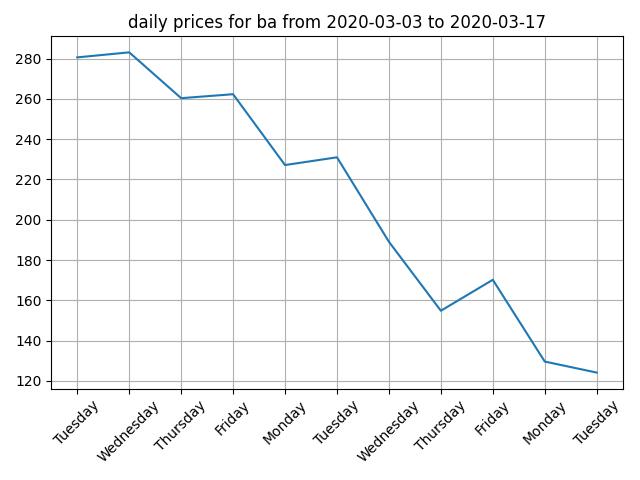 daily prices for ba from 2020-03-03 to 2020-03-17
280
260
240
220
200
180
160
140
120
Tuesday
Wednesday
Thursday
Friday
Monday
Tuesday
Wednesday
Thursday
Friday
Monday
Tuesday